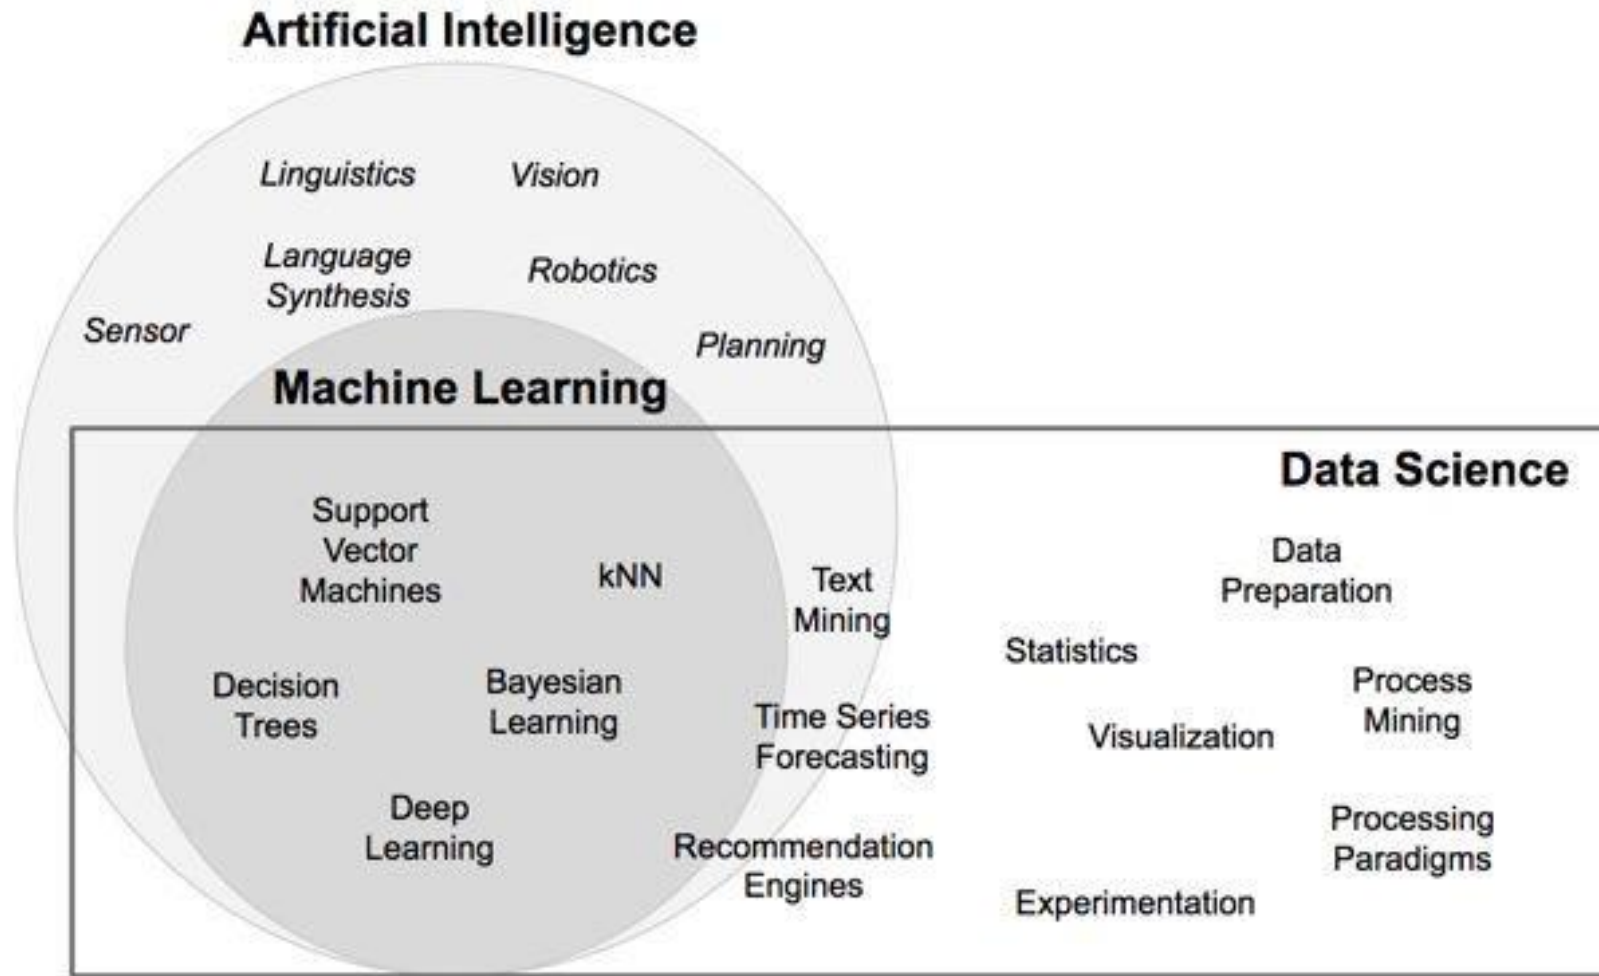 Artificial Intelligence
Linguistics
Vision
Language
Synthesis
Robotics
Sensor
Planning
Machine Learning
Data Science
Support
Vector
Machines
kNN
Text
Mining
Data
Preparation
Statistics
Decision
Trees
Bayesian
Learning
Time Series
Forecasting
Visualization
Process
Mining
Deep
Learning
Recommendation
Engines
Processing
Paradigms
Experimentation